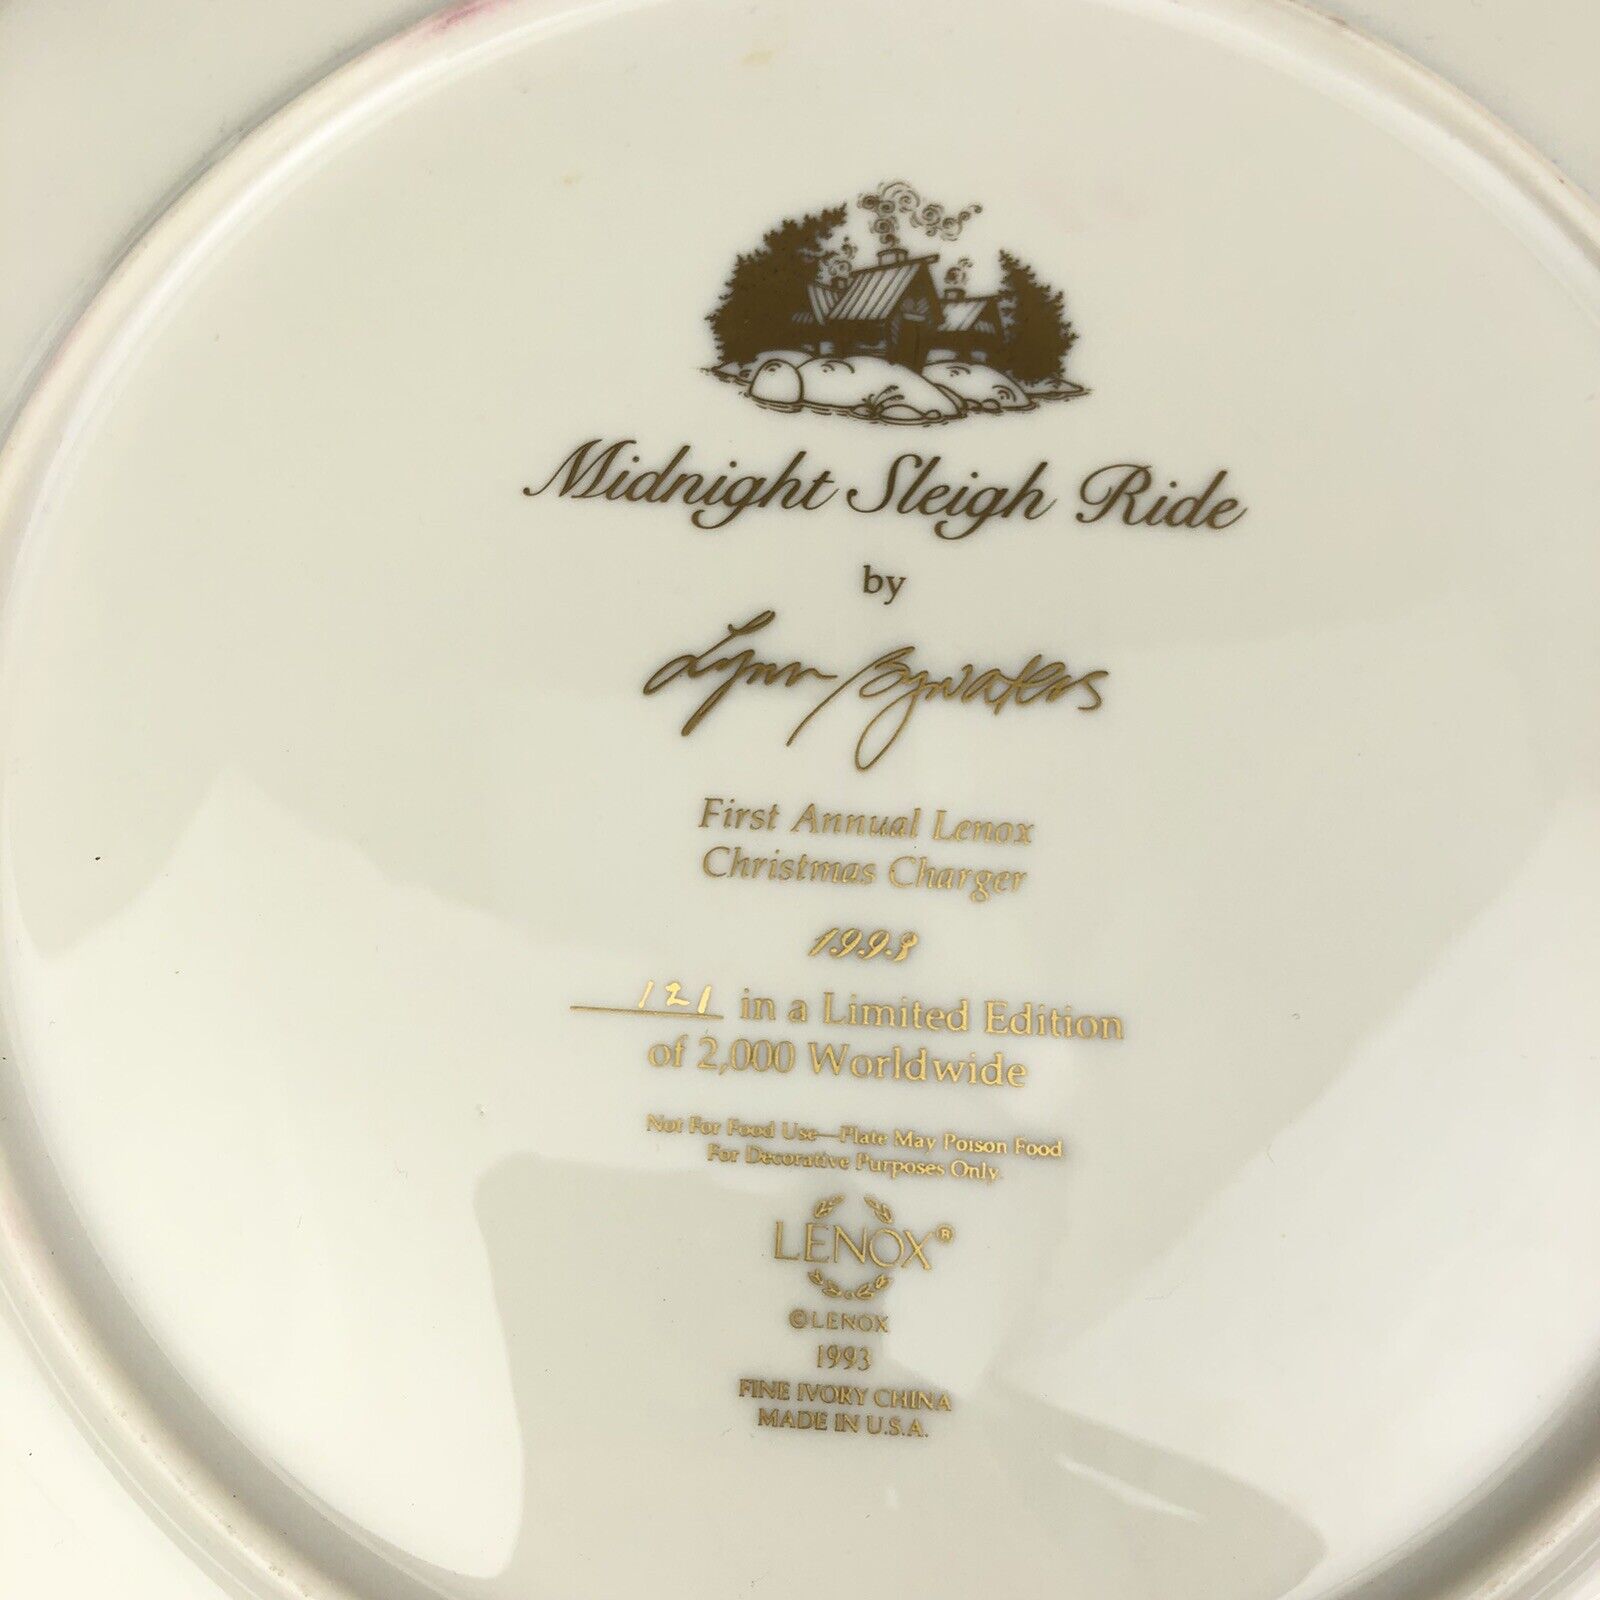 Midnight Sleigh Ride
by
Lynn Bywaters
First Annual Lenox
Christmas Charger
1993
121 in a Limited Edition
of 2,000 Worldwide
Not For Food Use—Plate May Poison Food
For Decorative Purposes Only.
LENOX®
©LENOX
1993
FINE IVORY CHINA
MADE IN U.S.A.